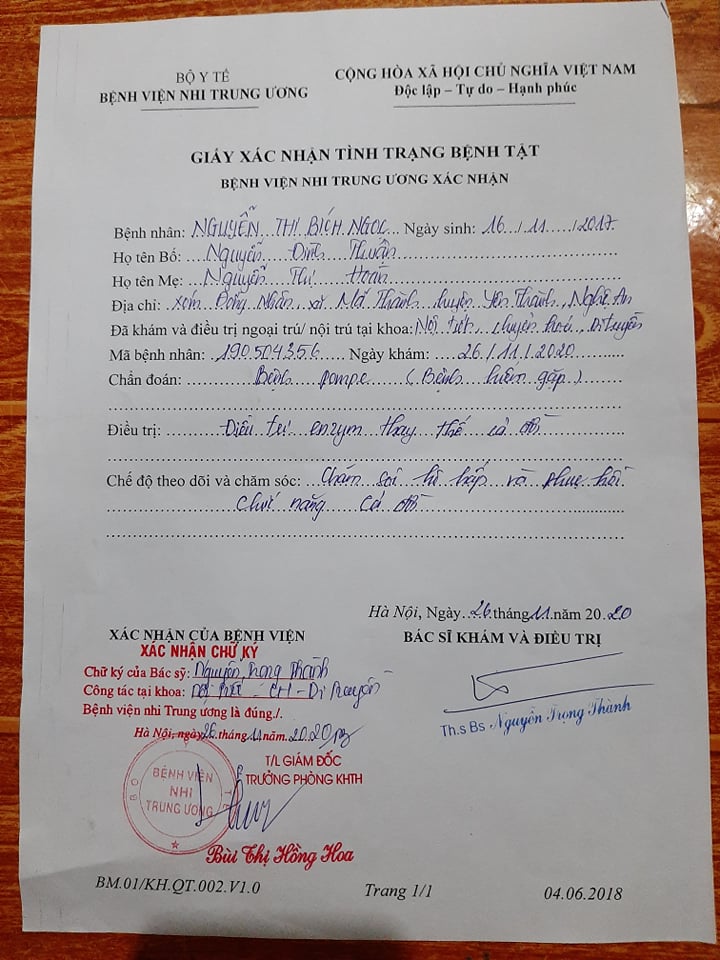 BỘ Y TẾ
BỆNH VIỆN NHI TRUNG ƯƠNG
CỘNG HÒA XÃ HỘI CHỦ NGHĨA VIỆT NAM
Độc lập – Tự do – Hạnh phúc
GIẤY XÁC NHẬN TÌNH TRẠNG BỆNH TẬT
BỆNH VIỆN NHI TRUNG ƯƠNG XÁC NHẬN
Bệnh nhân: NGUYỄN THỊ BÍCH NGỌC Ngày sinh: 16/11/2017
Họ tên Bố: Nguyễn Đình Thuần
Họ tên Mẹ: Nguyễn Thị Hoàn
Địa chỉ: xóm Đồng Nhân, xã Mã Thành, huyện Yên Thành, Nghệ An
Đã khám và điều trị ngoại trú/ nội trú tại khoa: Nội tiết, chuyển hoá, Di truyền
Mã bệnh nhân: 190504356 Ngày khám: 26/11/2020
Chẩn đoán: Bệnh pompe (Bệnh hiếm gặp)
Điều trị: Điều trị enzym thay thế cả đời
Chế độ theo dõi và chăm sóc: Chăm sóc hô hấp và phục hồi
chức năng cả đời
Hà Nội, Ngày 26 tháng 11 năm 2020
XÁC NHẬN CỦA BỆNH VIỆN
BÁC SĨ KHÁM VÀ ĐIỀU TRỊ
XÁC NHẬN CHỮ KÝ
Chữ ký của Bác sỹ: Nguyễn Trọng Thành
Công tác tại khoa: Nội tiết - CH - Di truyền
Bệnh viện nhi Trung ương là đúng./.
Hà Nội, ngày 26 tháng 11 năm 2020
Th.s Bs Nguyễn Trọng Thành
T/L GIÁM ĐỐC
TRƯỞNG PHÒNG KHTH
BỆNH VIỆN
NHI
TRUNG ƯƠNG
Bùi Thị Hồng Hoa
BM.01/KH.QT.002.V1.0
Trang 1/1
04.06.2018